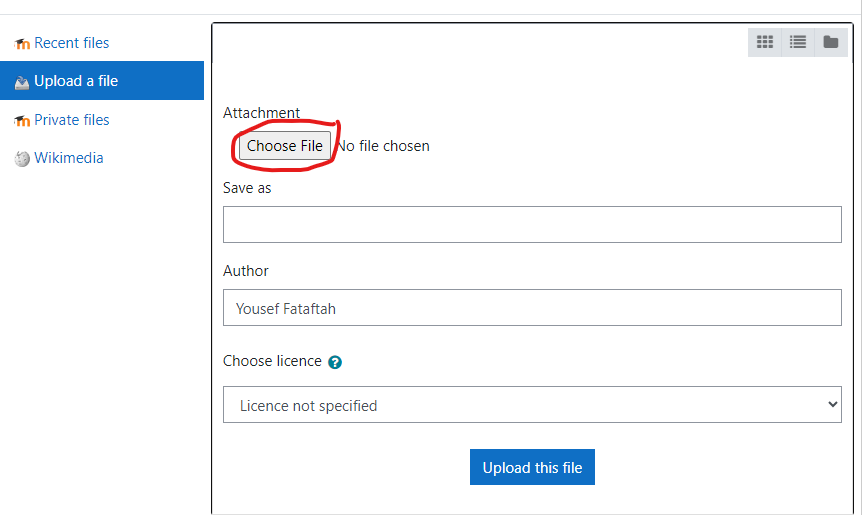 Recent files
Upload a file
Private files
Wikimedia
Attachment
Choose File No file chosen
Save as
Author
Yousef Fataftah
Choose licence ?
Licence not specified
Upload this file